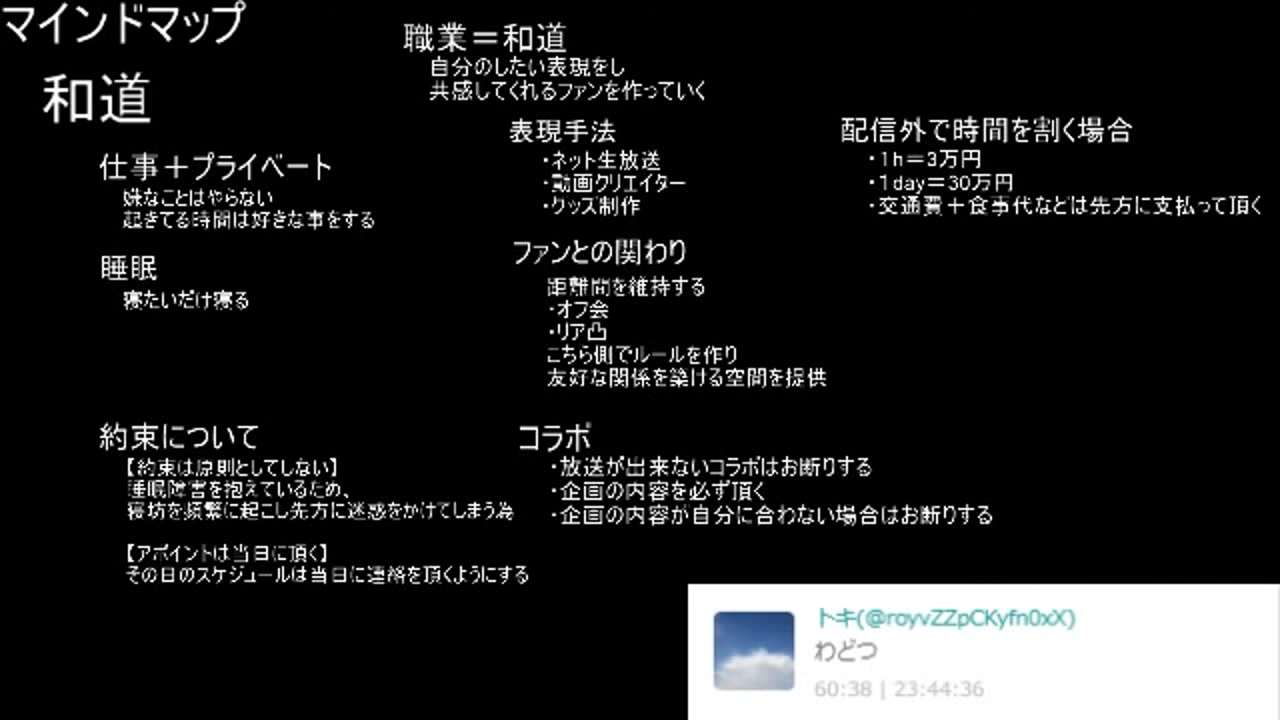 マインドマップ
和道
職業＝和道
自分のしたい表現をし
共感してくれるファンを作っていく
仕事＋プライベート
嫌なことはやらない
起きてる時間は好きな事をする
睡眠
寝たいだけ寝る
表現手法
・ネット生放送
・動画クリエイター
・グッズ制作
配信外で時間を割く場合
・1h＝3万円
・1day＝30万円
・交通費＋食事代などは先方に支払って頂く
ファンとの関わり
距離間を維持する
・オフ会
・リア凸
こちら側でルールを作り
友好な関係を築ける空間を提供
約束について
【約束は原則としてしない】
睡眠障害を抱えているため、
寝坊を頻繁に起こし先方に迷惑をかけてしまう為
【アポイントは当日に頂く】
その日のスケジュールは当日に連絡を頂くようにする
コラボ
・放送が出来ないコラボはお断りする
・企画の内容を必ず頂く
・企画の内容が自分に合わない場合はお断りする
トキ(@royvZZpCKyfn0xX)
わどつ
60:38 | 23:44:36